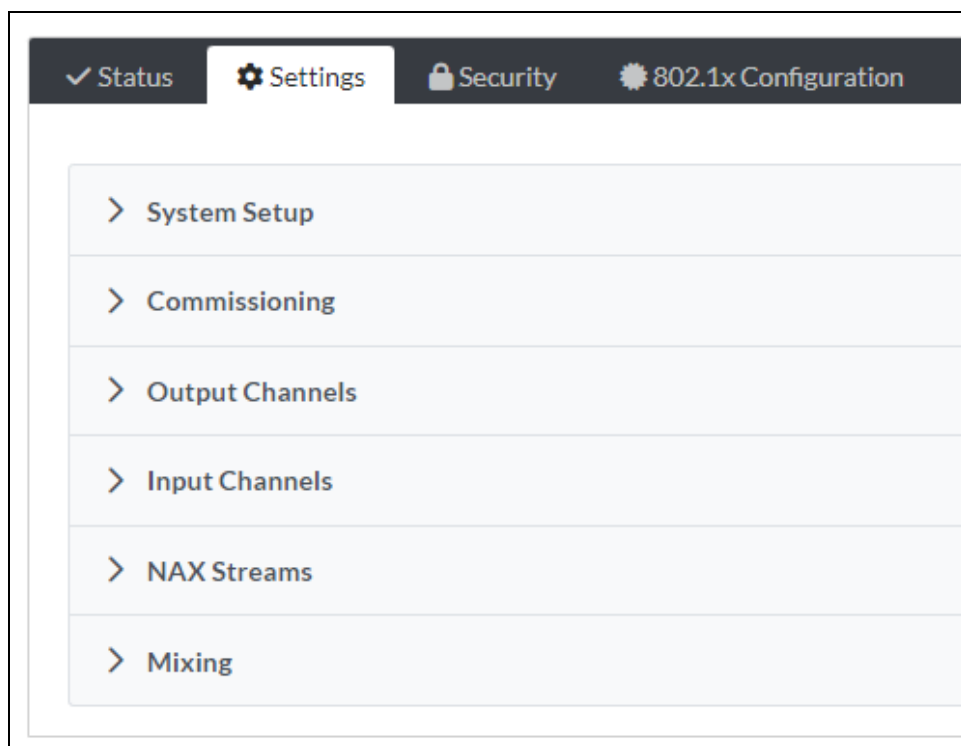 Status Settings Security 802.1x Configuration
System Setup
Commissioning
Output Channels
Input Channels
NAX Streams
Mixing